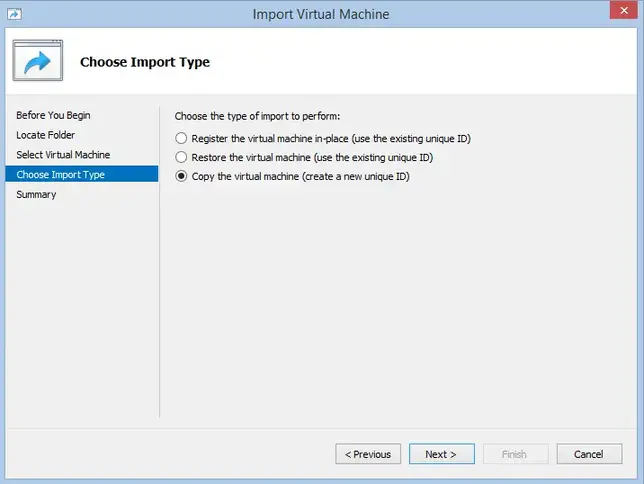 Import Virtual Machine
Choose Import Type
Before You Begin
Locate Folder
Select Virtual Machine
Choose Import Type
Summary
Choose the type of import to perform:
Register the virtual machine in-place (use the existing unique ID)
Restore the virtual machine (use the existing unique ID)
Copy the virtual machine (create a new unique ID)
< Previous Next > Finish Cancel